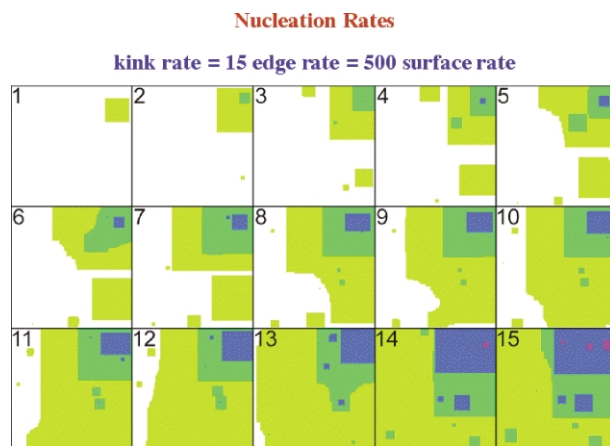 Nucleation Rates
kink rate = 15 edge rate = 500 surface rate
1 2 3 4 5
6 7 8 9 10
11 12 13 14 15